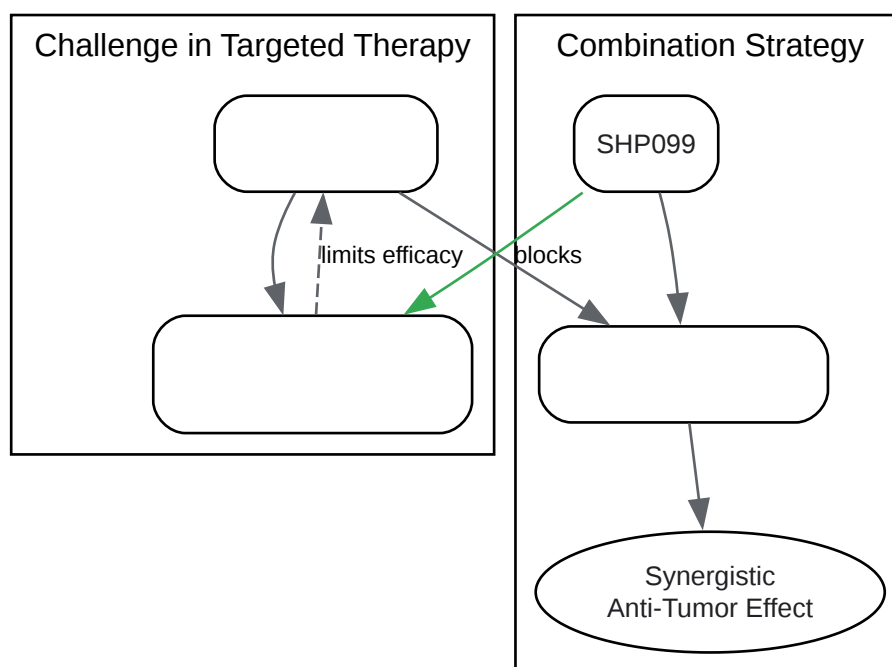 Challenge in Targeted Therapy
Combination Strategy
SHP099
limits efficacy
blocks
Synergistic
Anti-Tumor Effect